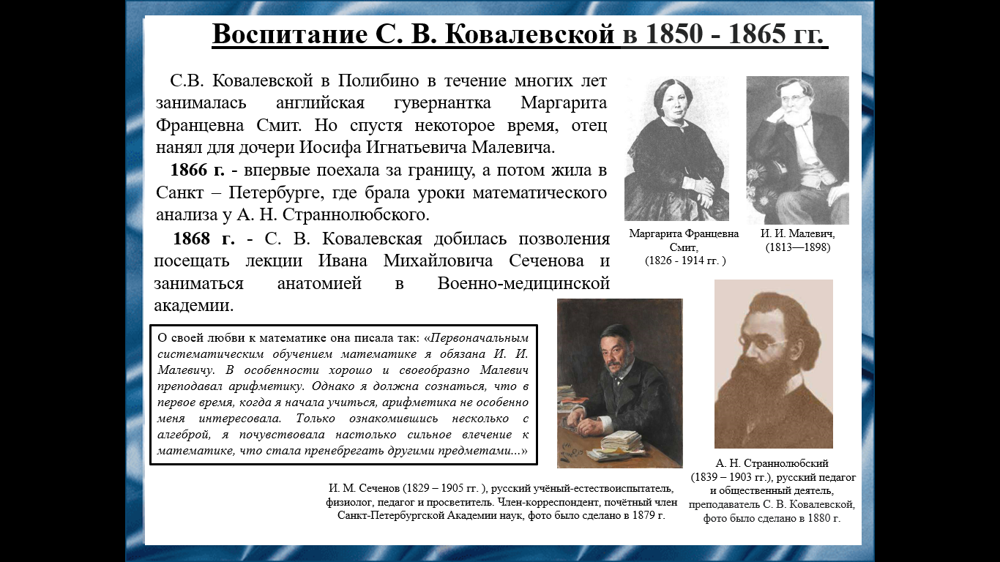 Воспитание С. В. Ковалевской в 1850 - 1865 гг.
С.В. Ковалевской в Полибино в течение многих лет
занималась английская гувернантка Маргарита
Францевна Смит. Но спустя некоторое время, отец
нанял для дочери Иосифа Игнатьевича Малевича.
1866 г. - впервые поехала за границу, а потом жила в
Санкт – Петербурге, где брала уроки математического
анализа у А. Н. Страннолюбского.
1868 г. - С. В. Ковалевская добилась позволения
посещать лекции Ивана Михайловича Сеченова и
заниматься анатомией в Военно-медицинской
академии.
О своей любви к математике она писала так: «Первоначальным
систематическим обучением математике я обязана И. И.
Малевичу. В особенности хорошо и своеобразно Малевич
преподавал арифметику. Однако я должна сознаться, что в
первое время, когда я начала учиться, арифметика не особенно
меня интересовала. Только ознакомившись несколько с
алгеброй, я почувствовала настолько сильное влечение к
математике, что стала пренебрегать другими предметами...»
Маргарита Францевна
Смит,
(1826 - 1914 гг. )
И. И. Малевич,
(1813—1898)
И. М. Сеченов (1829 – 1905 гг. ), русский учёный-естествоиспытатель,
физиолог, педагог и просветитель. Член-корреспондент, почётный член
Санкт-Петербургской Академии наук, фото было сделано в 1879 г.
А. Н. Страннолюбский
(1839 – 1903 гг.), русский педагог
и общественный деятель,
преподаватель С. В. Ковалевской,
фото было сделано в 1880 г.